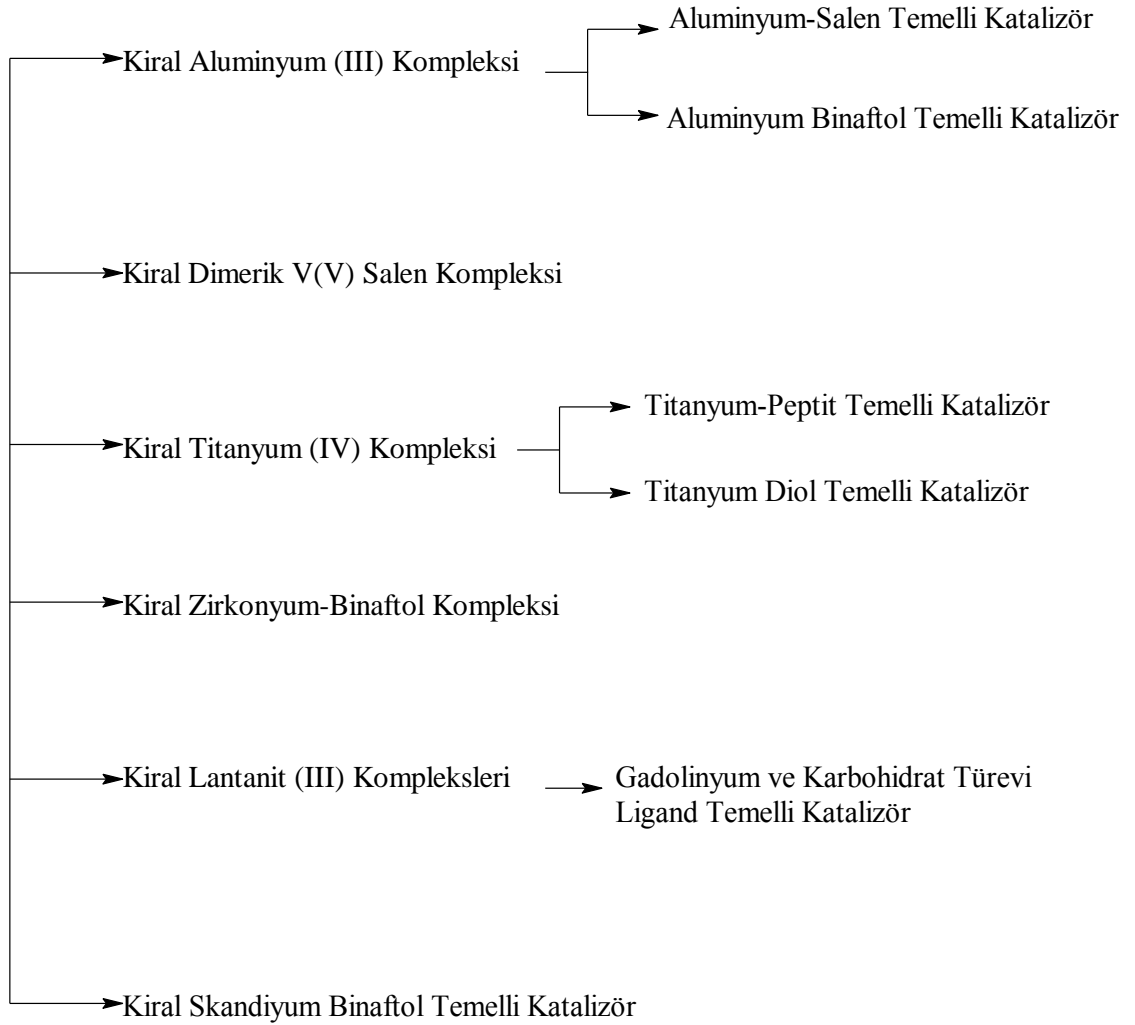 Aluminyum-Salen Temelli Katalizör
Kiral Aluminyum (III) Kompleksi
Aluminyum Binaftol Temelli Katalizör
Kiral Dimerik V(V) Salen Kompleksi
Titanyum-Peptit Temelli Katalizör
Kiral Titanyum (IV) Kompleksi
Titanyum Diol Temelli Katalizör
Kiral Zirkonyum-Binaftol Kompleksi
Kiral Lantanit (III) Kompleksleri
Gadolinyum ve Karbohidrat Türevi
Ligand Temelli Katalizör
Kiral Skandiyum Binaftol Temelli Katalizör